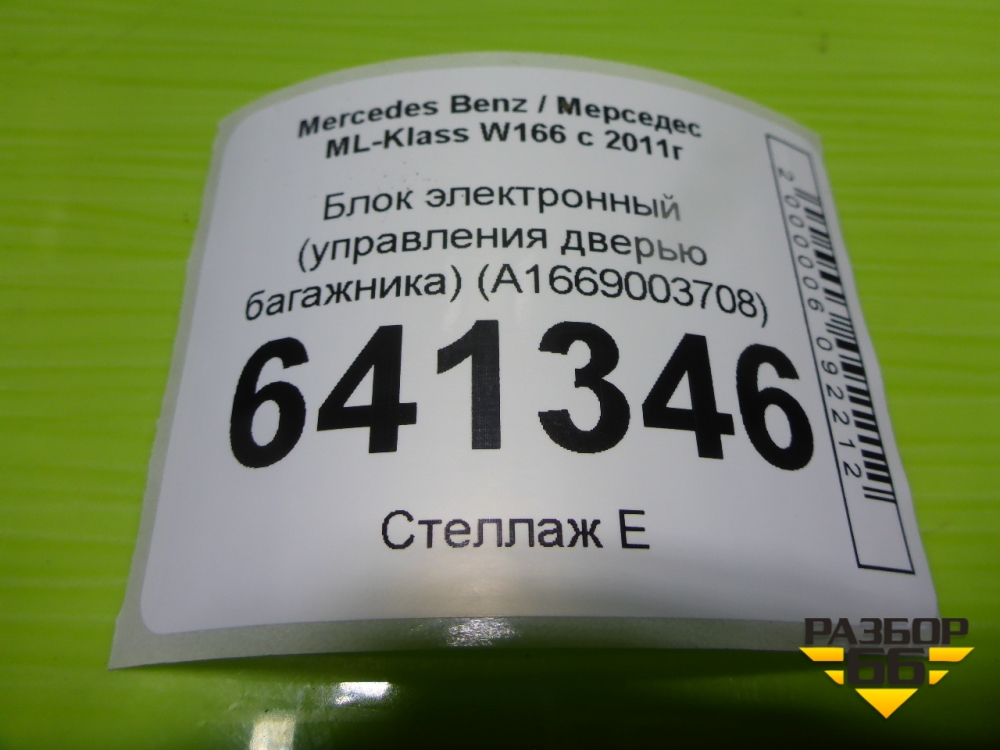 Mercedes Benz / Мерседес
ML-Klass W166 с 2011г
Блок электронный
(управления дверью
багажника) (A1669003708)
641346
Стеллаж Е
2000006092212
РАЗБОР
66